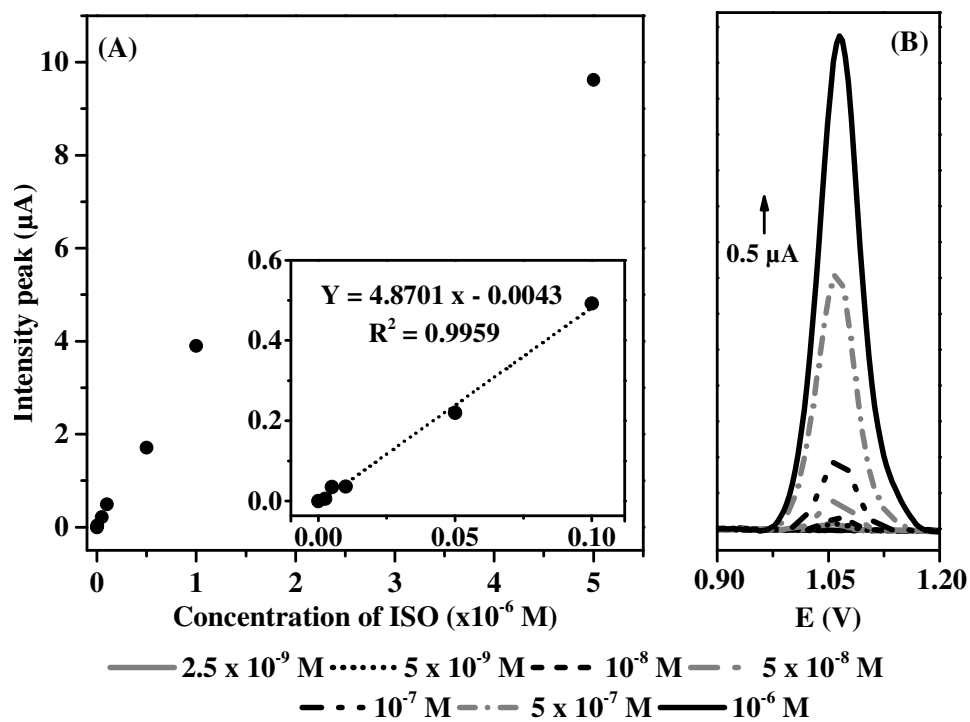 (A)
Intensity peak (µA)
10
8
6
4
2
0
0 1 2 3 4 5
Concentration of ISO (x10⁻⁶ M)
0.6
0.4
0.2
0.0
0.00 0.05 0.10
Y = 4.8701 x - 0.0043
R² = 0.9959
(B)
0.5 µA
0.90 1.05 1.20
E (V)
2.5 x 10⁻⁹ M 5 x 10⁻⁹ M 10⁻⁸ M 5 x 10⁻⁸ M
10⁻⁷ M 5 x 10⁻⁷ M 10⁻⁶ M